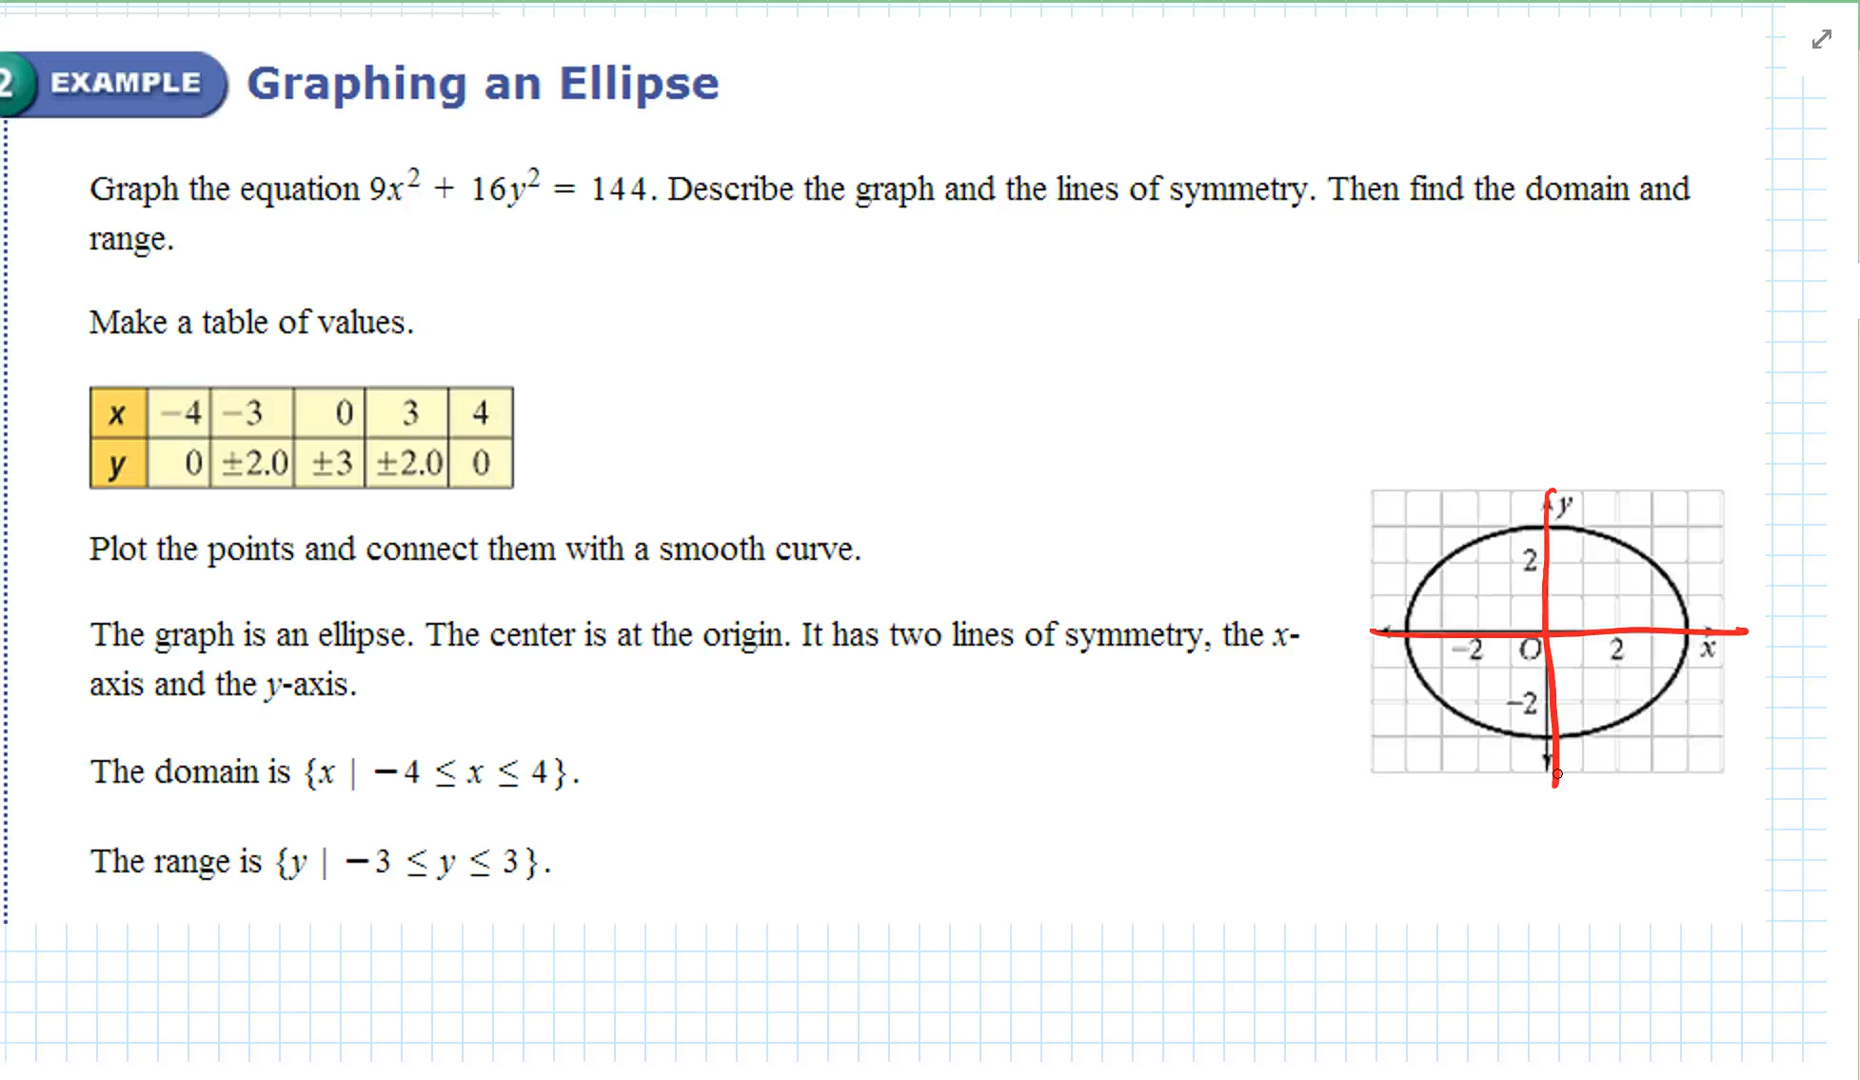 2 EXAMPLE Graphing an Ellipse
Graph the equation 9x² + 16y² = 144. Describe the graph and the lines of symmetry. Then find the domain and
range.
Make a table of values.
x −4 −3 0 3 4
y 0 ±2.0 ±3 ±2.0 0
Plot the points and connect them with a smooth curve.
The graph is an ellipse. The center is at the origin. It has two lines of symmetry, the x-
axis and the y-axis.
The domain is {x | −4 ≤ x ≤ 4}.
The range is {y | −3 ≤ y ≤ 3}.
y
2
−2 O 2 x
−2